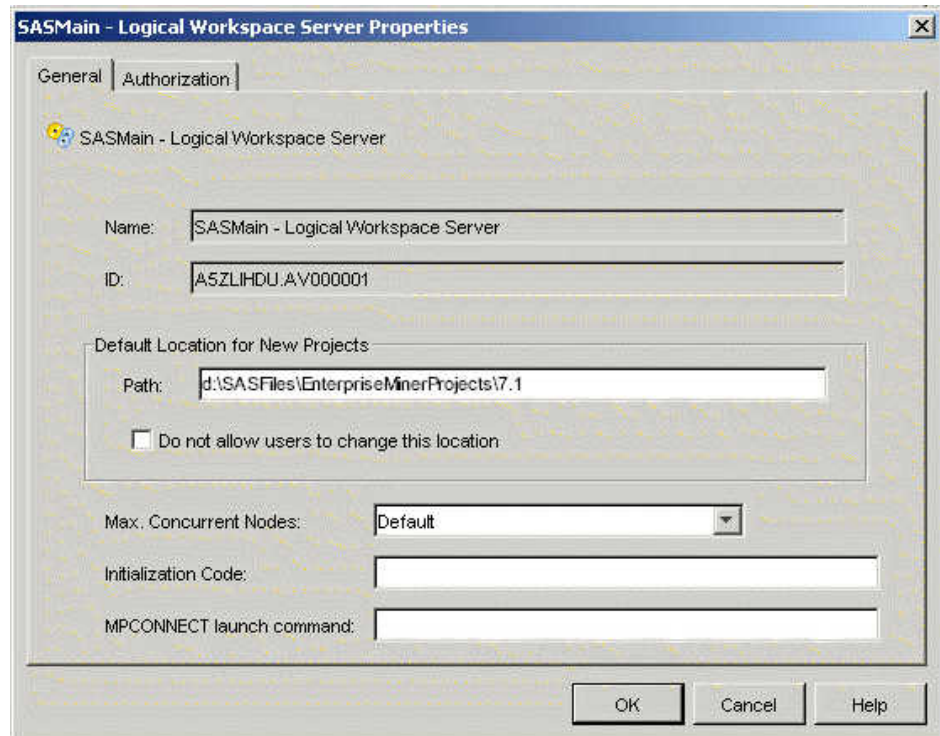 SASMain - Logical Workspace Server Properties
General
Authorization
SASMain - Logical Workspace Server
Name: SASMain - Logical Workspace Server
ID: A5ZLIHDU.AV000001
Default Location for New Projects
Path: d:\SASFiles\EnterpriseMinerProjects\7.1
Do not allow users to change this location
Max. Concurrent Nodes: Default
Initialization Code:
MPCONNECT launch command:
OK Cancel Help